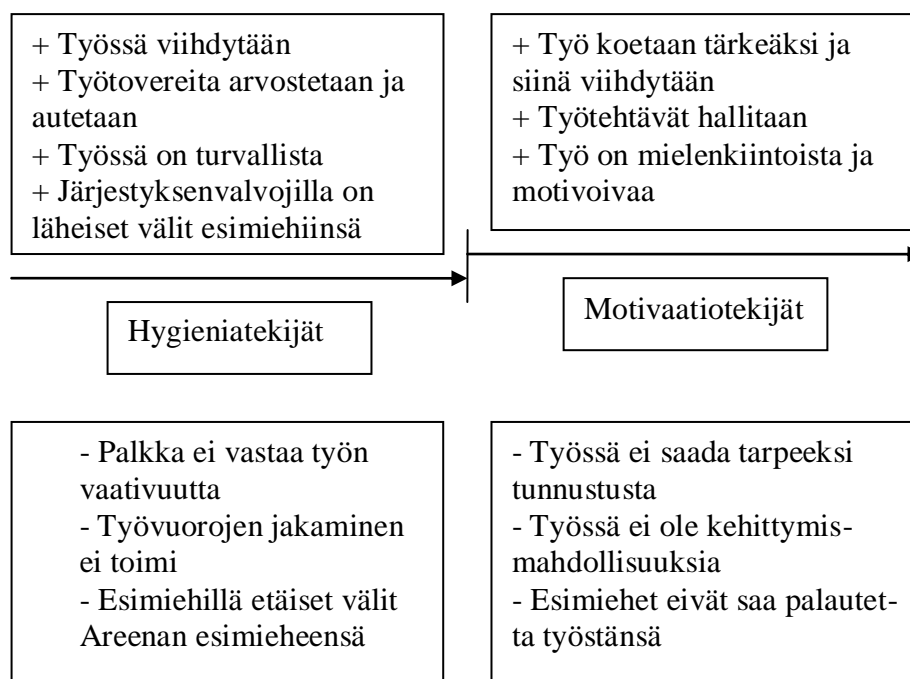 + Työssä viihdytään
+ Työtovereita arvostetaan ja
autetaan
+ Työssä on turvallista
+ Järjestyksenvalvojilla on
läheiset välit esimiehiinsä
+ Työ koetaan tärkeäksi ja
siinä viihdytään
+ Työtehtävät hallitaan
+ Työ on mielenkiintoista ja
motivoivaa
Hygieniatekijät
Motivaatiotekijät
- Palkka ei vastaa työn
vaativuutta
- Työvuorojen jakaminen
ei toimi
- Esimiehillä etäiset välit
Areenan esimieheensä
- Työssä ei saada tarpeeksi
tunnustusta
- Työssä ei ole kehittymis-
mahdollisuuksia
- Esimiehet eivät saa palautet-
ta työstänsä